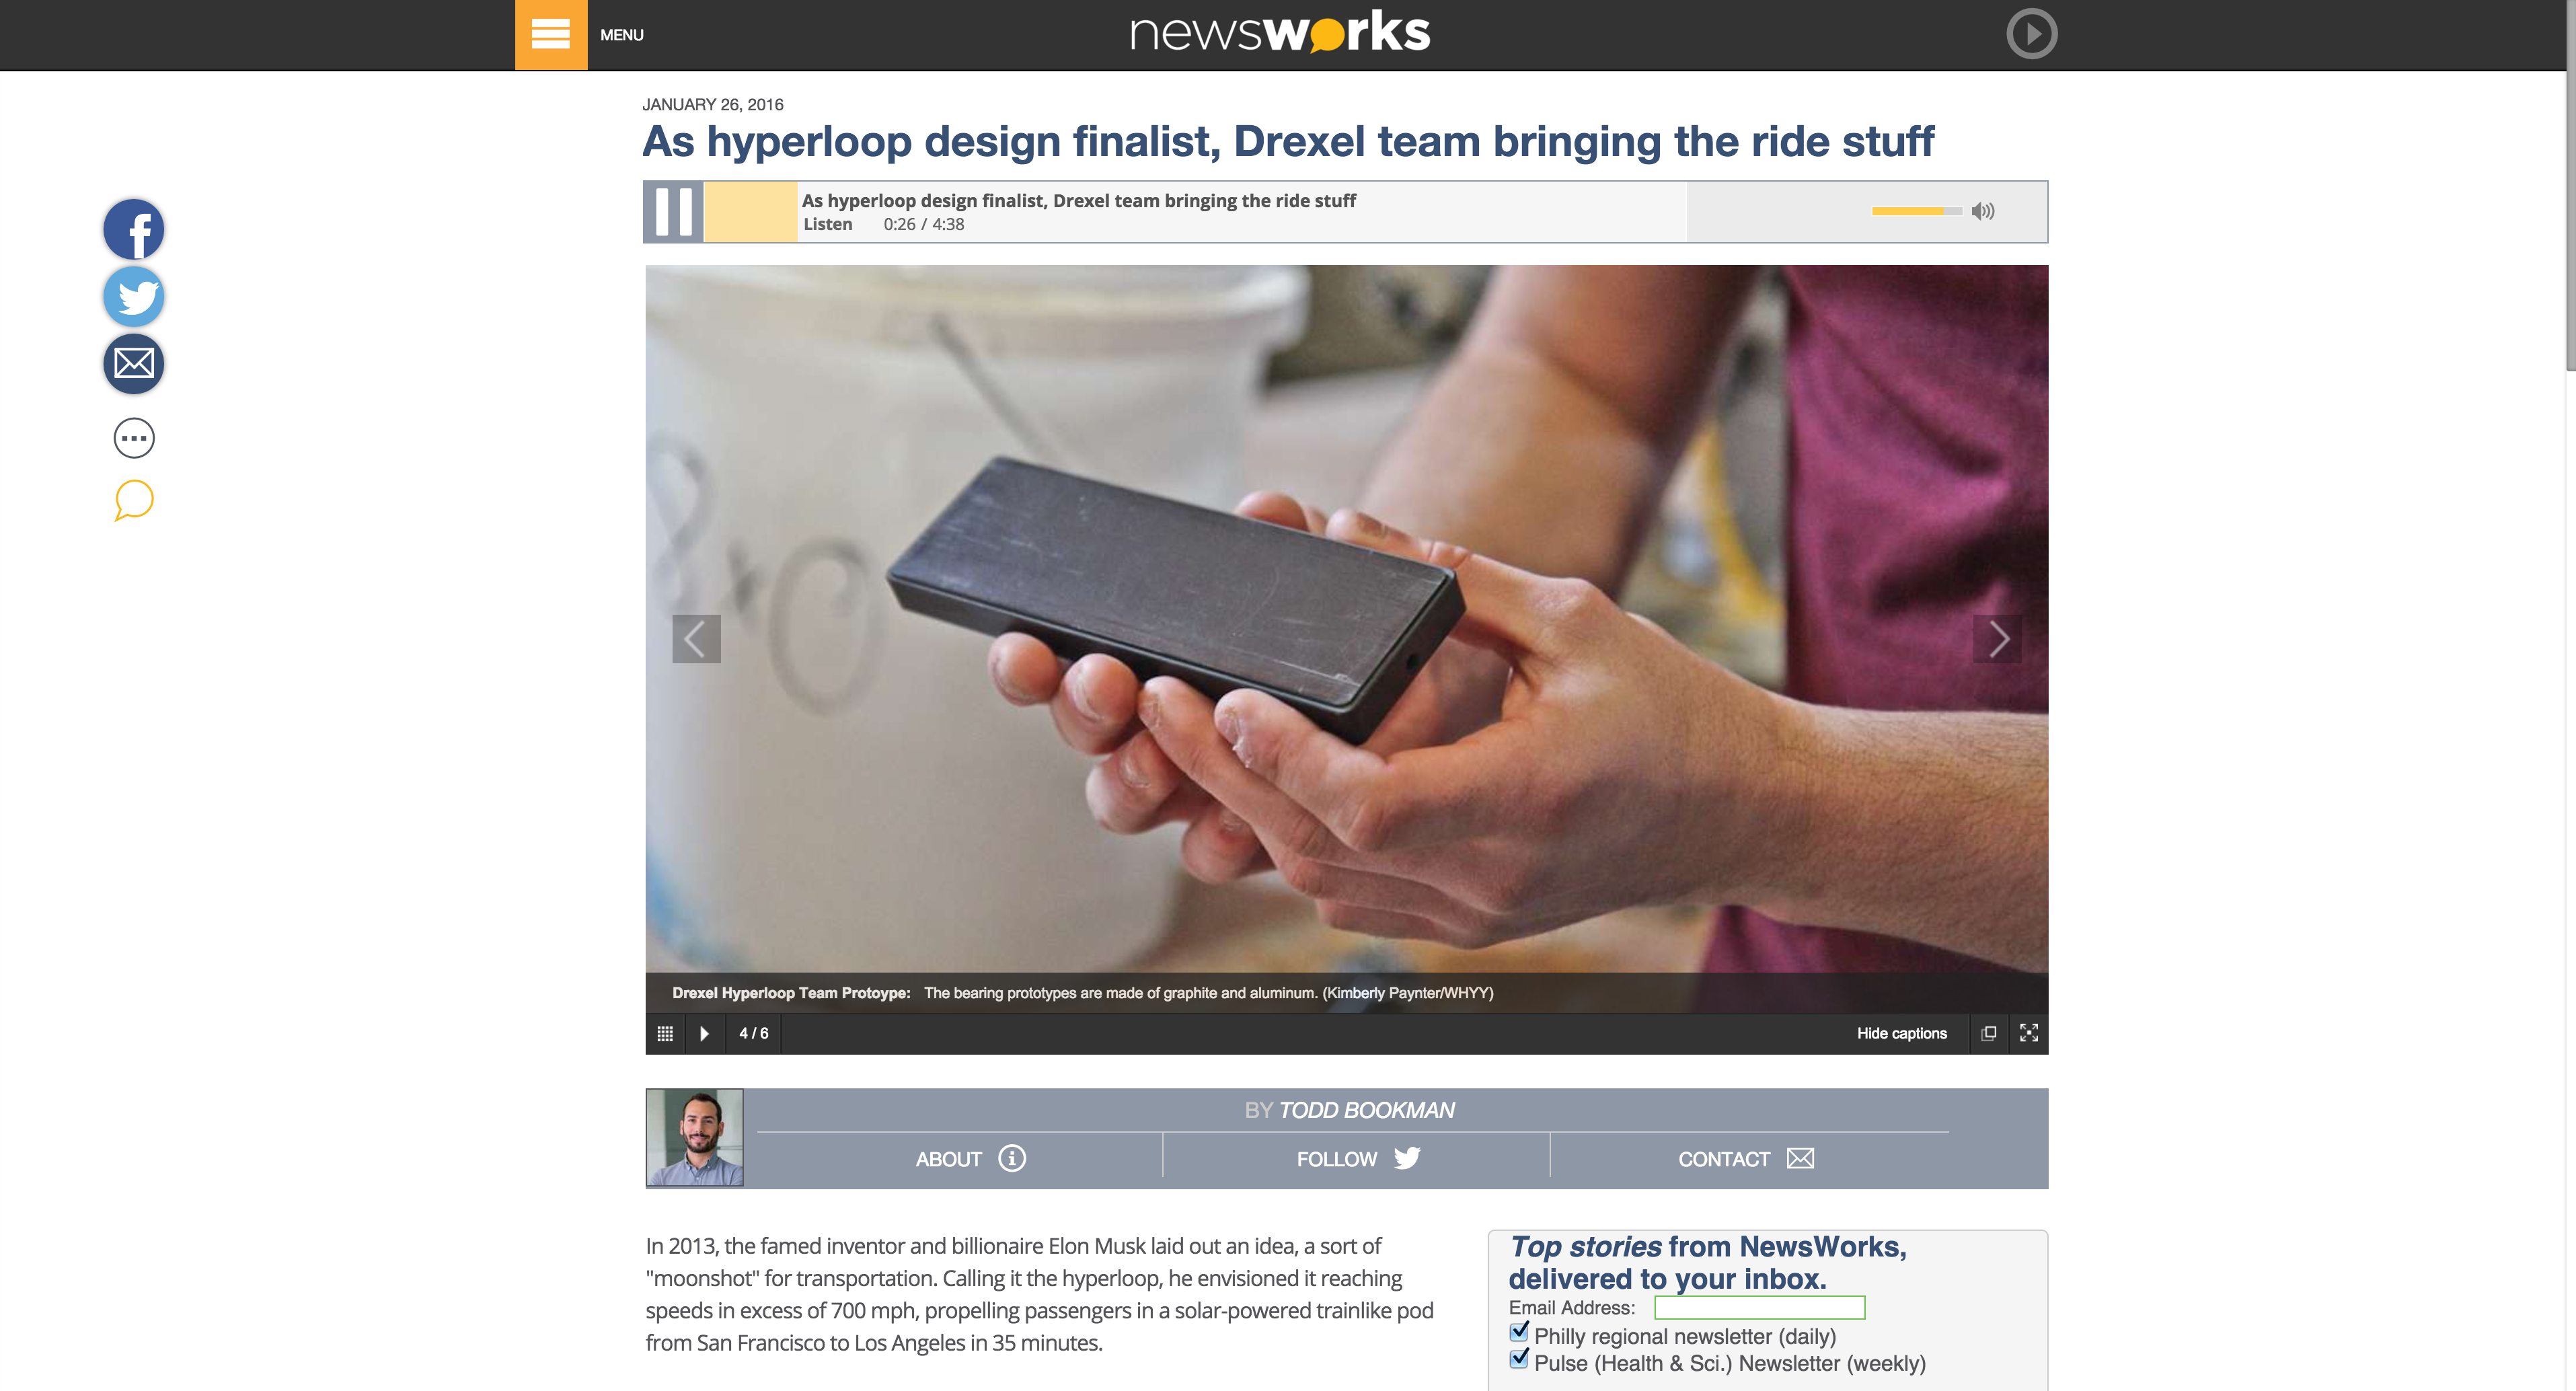 MENU
newsworks
JANUARY 26, 2016
As hyperloop design finalist, Drexel team bringing the ride stuff
As hyperloop design finalist, Drexel team bringing the ride stuff
Listen 0:26 / 4:38
Drexel Hyperloop Team Protoype: The bearing prototypes are made of graphite and aluminum. (Kimberly Paynter/WHYY)
4 / 6
Hide captions
BY TODD BOOKMAN
ABOUT
FOLLOW
CONTACT
In 2013, the famed inventor and billionaire Elon Musk laid out an idea, a sort of
"moonshot" for transportation. Calling it the hyperloop, he envisioned it reaching
speeds in excess of 700 mph, propelling passengers in a solar-powered trainlike pod
from San Francisco to Los Angeles in 35 minutes.
Top stories from NewsWorks,
delivered to your inbox.
Email Address:
Philly regional newsletter (daily)
Pulse (Health & Sci.) Newsletter (weekly)